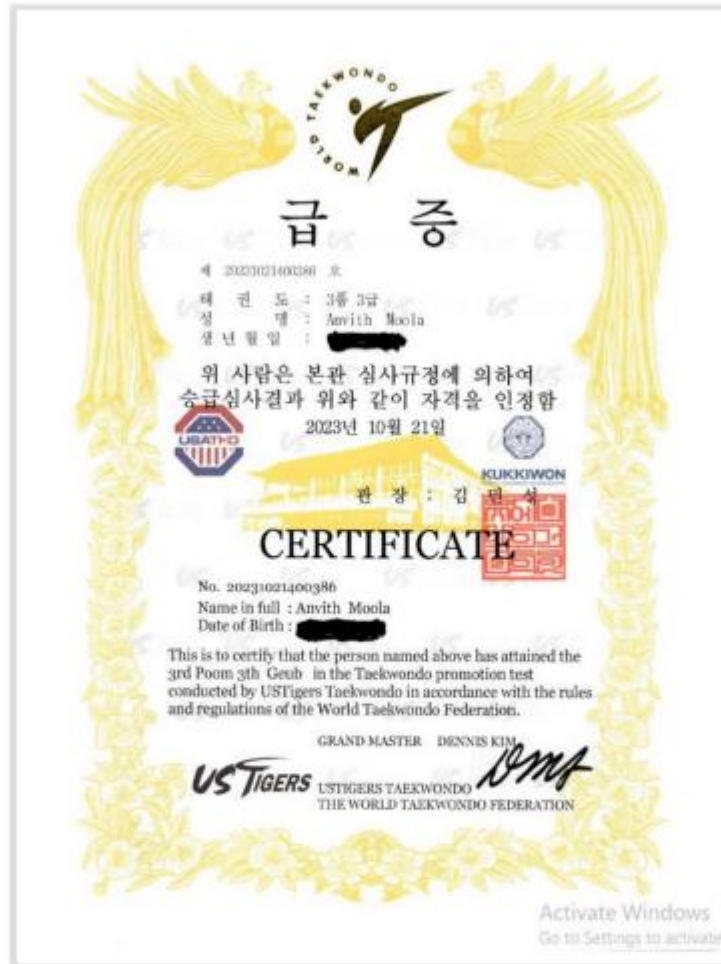 WORLD TAEKWONDO
급 증
제 20231021400386 호
태 권 도 : 3품 3급
성 명 : Anvith Moola
생 년 월 일 :
위 사람은 본관 심사규정에 의하여
승급심사결과 위와 같이 자격을 인정함
2023년 10월 21일
USATKD
KUKKIWON
관 장 : 김 민 석
CERTIFICATE
No. 20231021400386
Name in full : Anvith Moola
Date of Birth :
This is to certify that the person named above has attained the
3rd Poom 3th Geub in the Taekwondo promotion test
conducted by USTigers Taekwondo in accordance with the rules
and regulations of the World Taekwondo Federation.
GRAND MASTER DENNIS KIM
US TIGERS
USTIGERS TAEKWONDO
THE WORLD TAEKWONDO FEDERATION
Activate Windows
Go to Settings to activate